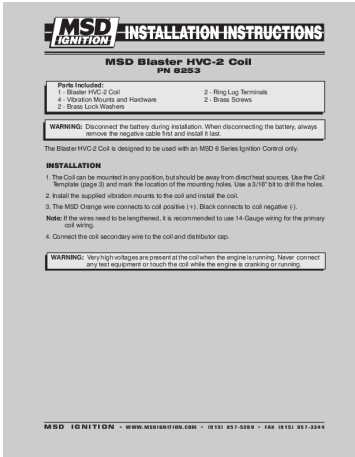 MSD
IGNITION
INSTALLATION INSTRUCTIONS
MSD Blaster HVC-2 Coil
PN 8253
Parts Included:
1 - Blaster HVC-2 Coil
4 - Vibration Mounts and Hardware
2 - Brass Lock Washers
2 - Ring Lug Terminals
2 - Brass Screws
WARNING: Disconnect the battery during installation. When disconnecting the battery, always
remove the negative cable first and install it last.
The Blaster HVC-2 Coil is designed to be used with an MSD 6 Series Ignition Control only.
INSTALLATION
1. The Coil can be mounted in any position, but should be away from direct heat sources. Use the Coil
Template (page 3) and mark the location of the mounting holes. Use a 3/16" bit to drill the holes.
2. Install the supplied vibration mounts to the coil and install the coil.
3. The MSD Orange wire connects to coil positive (+). Black connects to coil negative (-).
Note: If the wires need to be lengthened, it is recommended to use 14-Gauge wiring for the primary
coil wiring.
4. Connect the coil secondary wire to the coil and distributor cap.
WARNING: Very high voltages are present at the coil when the engine is running. Never connect
any test equipment or touch the coil while the engine is cranking or running.
MSD IGNITION • WWW.MSDIGNITION.COM • (915) 857-5200 • FAX (915) 857-3344